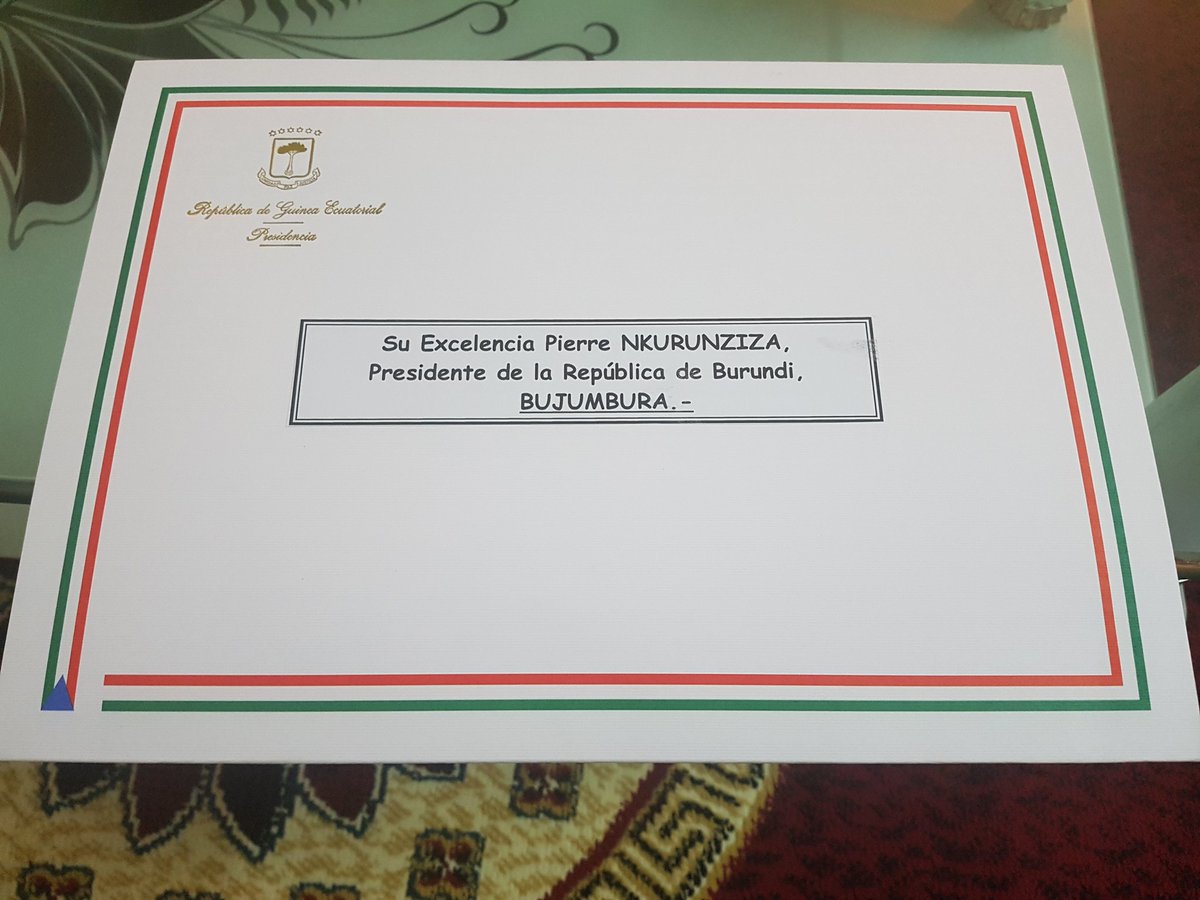 República de Guinea Ecuatorial
Presidencia
Su Excelencia Pierre NKURUNZIZA,
Presidente de la República de Burundi,
BUJUMBURA.-